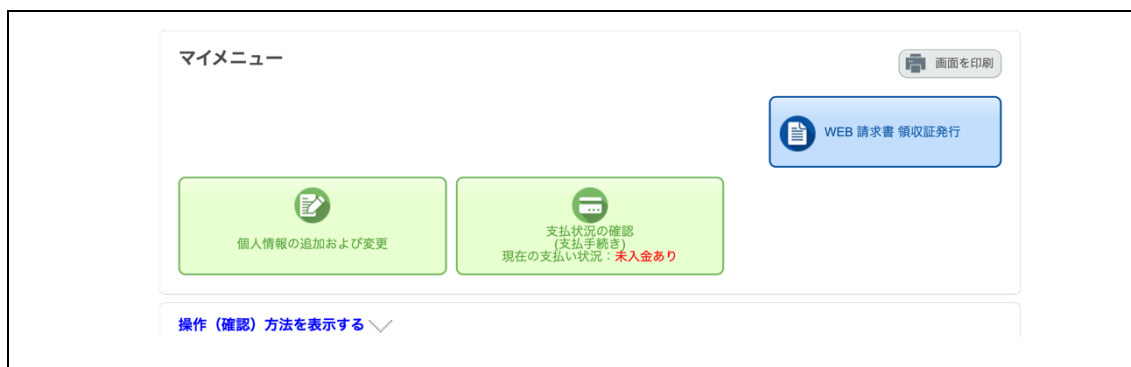 マイメニュー
画面を印刷
WEB 請求書 領収証発行
個人情報の追加および変更
支払状況の確認
(支払手続き)
現在の支払い状況：未入金あり
操作（確認）方法を表示する